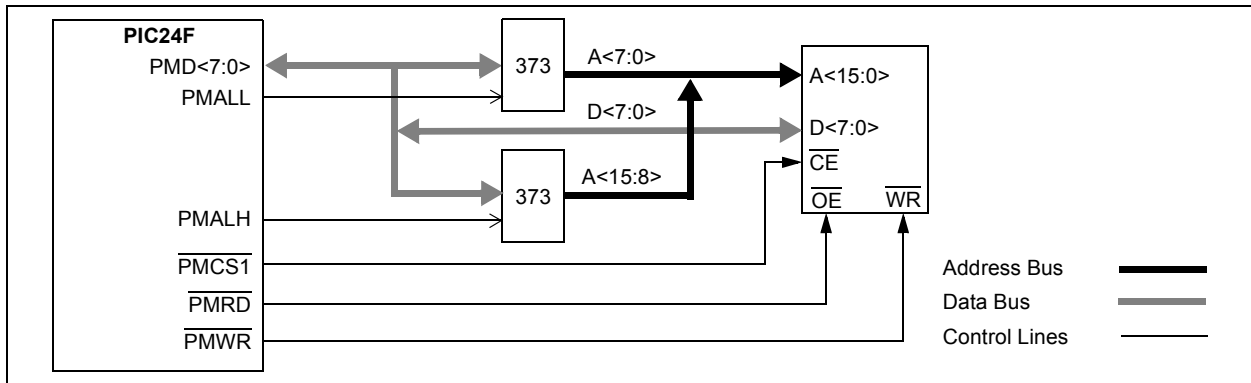 PIC24F
PMD<7:0>
PMALL
PMALH
PMCS1
PMRD
PMWR
373
A<7:0>
D<7:0>
373
A<15:8>
A<15:0>
D<7:0>
CE
OE WR
Address Bus
Data Bus
Control Lines